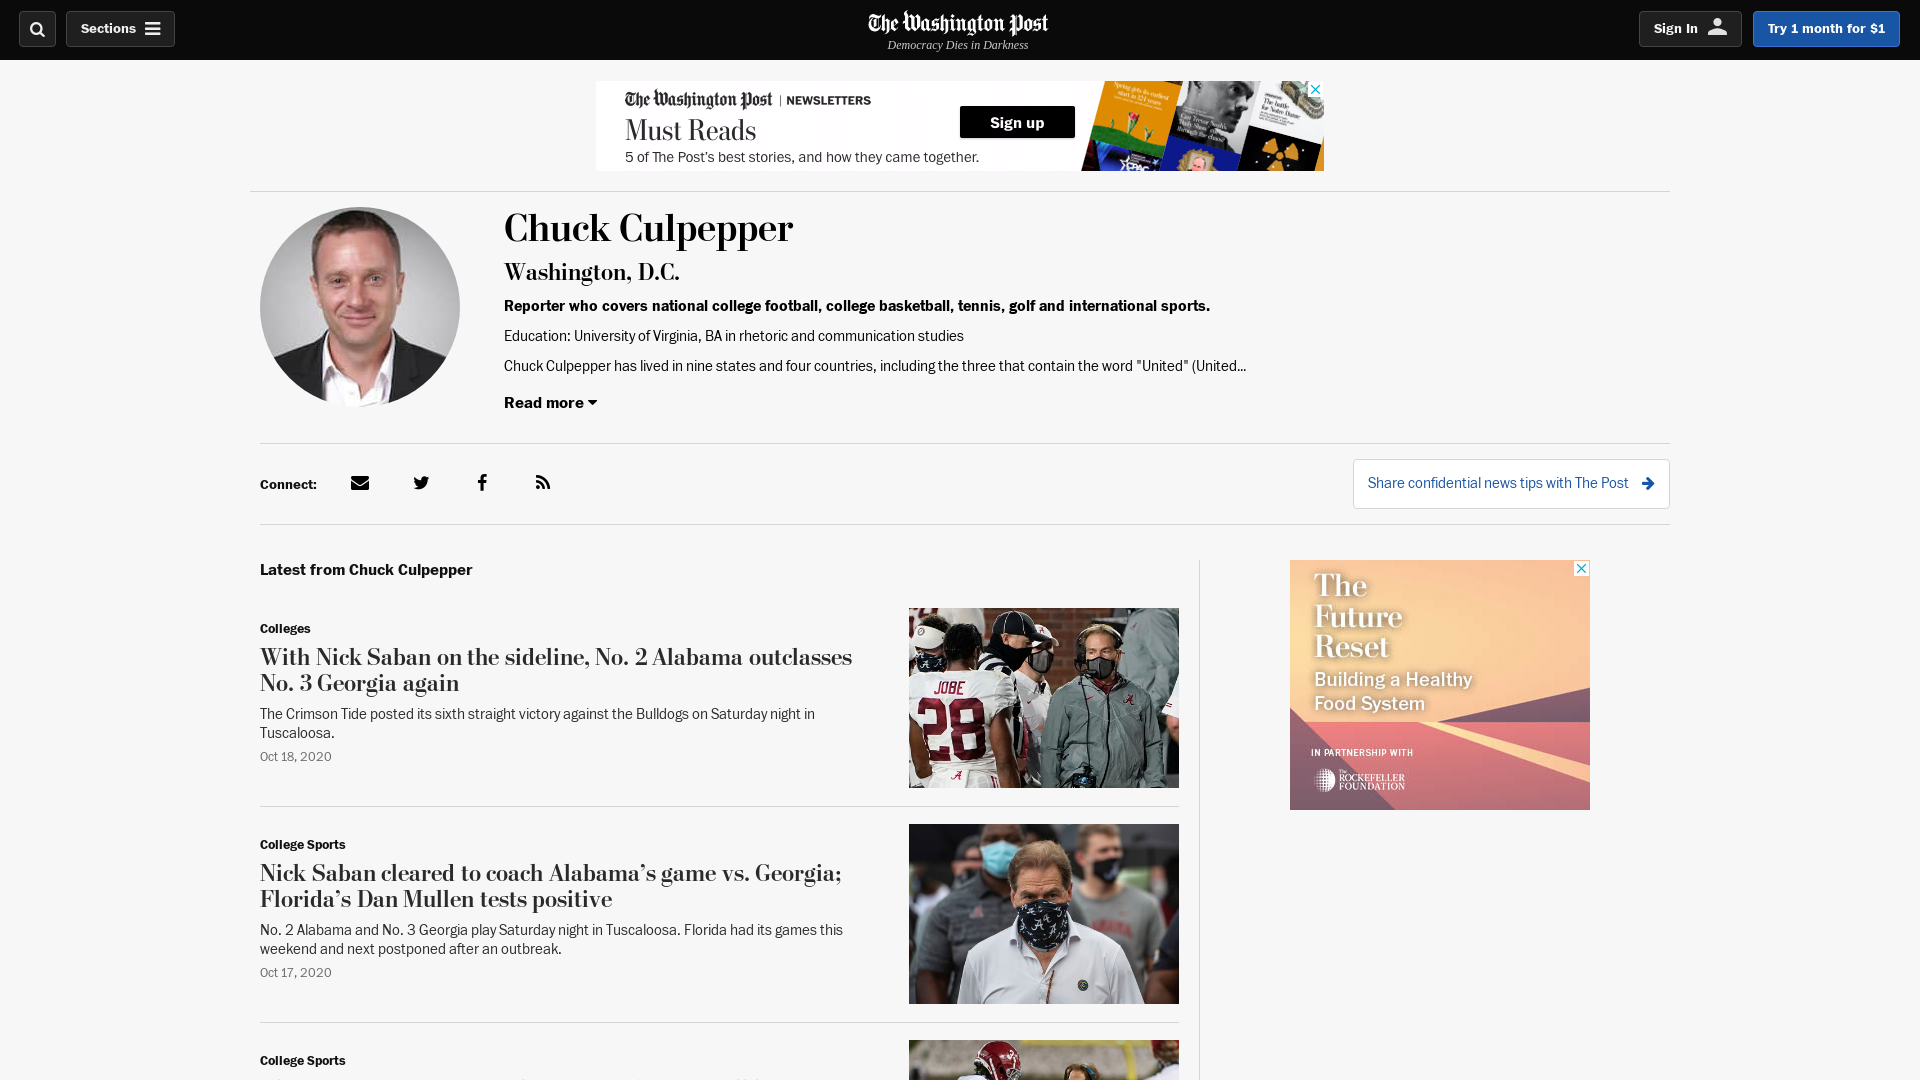 Sections
The Washington Post
Democracy Dies in Darkness
Sign In
Try 1 month for $1
The Washington Post | NEWSLETTERS
Must Reads
5 of The Post's best stories, and how they came together.
Sign up
Chuck Culpepper
Washington, D.C.
Reporter who covers national college football, college basketball, tennis, golf and international sports.
Education: University of Virginia, BA in rhetoric and communication studies
Chuck Culpepper has lived in nine states and four countries, including the three that contain the word "United" (United...
Read more
Connect:
Share confidential news tips with The Post
Latest from Chuck Culpepper
Colleges
With Nick Saban on the sideline, No. 2 Alabama outclasses
No. 3 Georgia again
The Crimson Tide posted its sixth straight victory against the Bulldogs on Saturday night in
Tuscaloosa.
Oct 18, 2020
JOBE
28
The
Future
Reset
Building a Healthy
Food System
IN PARTNERSHIP WITH
The
ROCKEFELLER
FOUNDATION
College Sports
Nick Saban cleared to coach Alabama’s game vs. Georgia;
Florida’s Dan Mullen tests positive
No. 2 Alabama and No. 3 Georgia play Saturday night in Tuscaloosa. Florida had its games this
weekend and next postponed after an outbreak.
Oct 17, 2020
College Sports